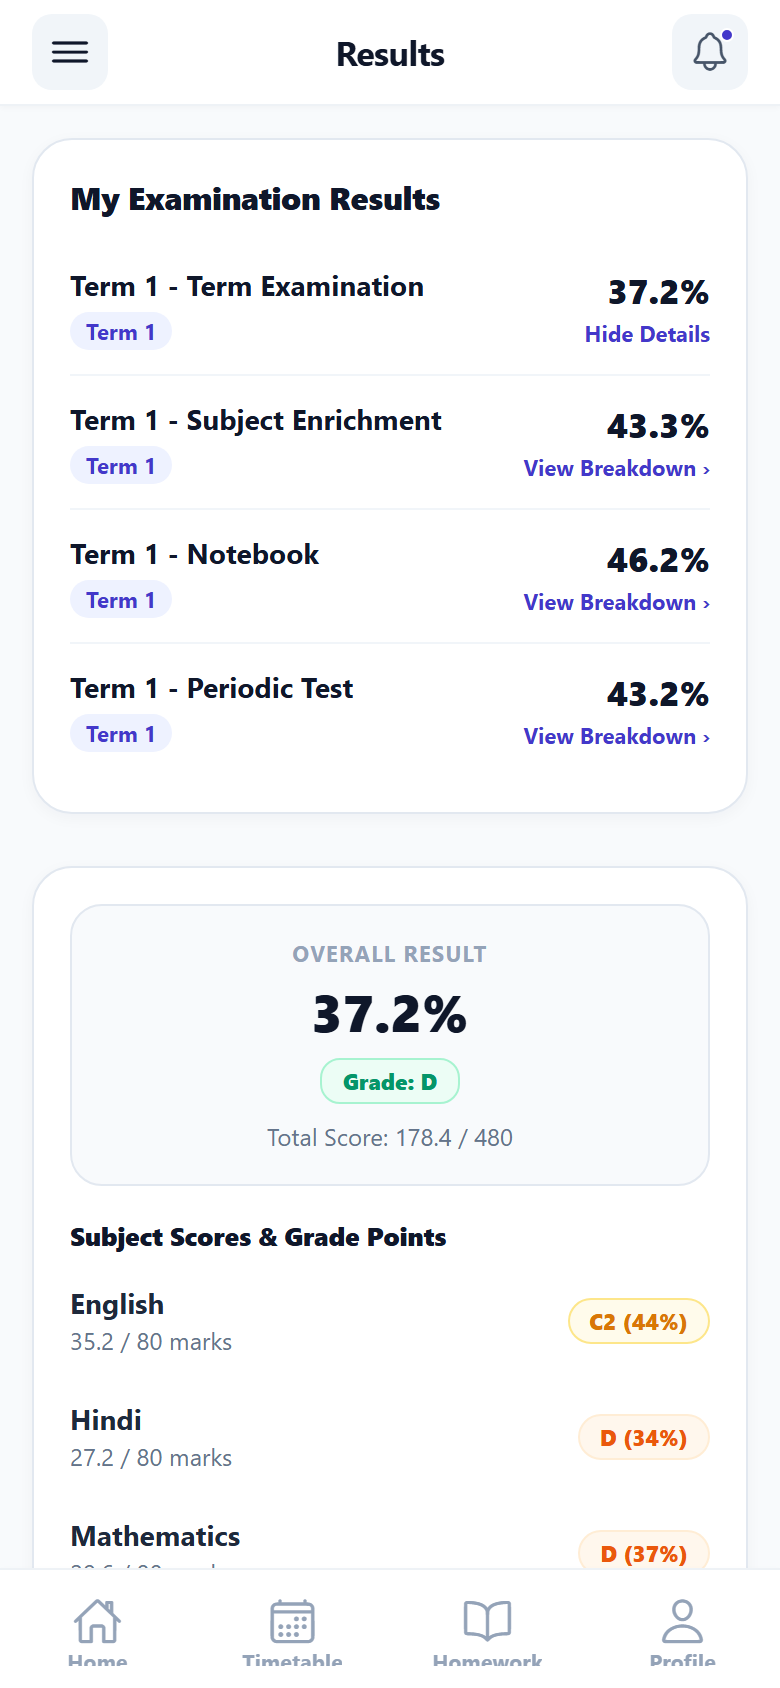 Results
My Examination Results
Term 1 - Term Examination
37.2%
Term 1
Hide Details
Term 1 - Subject Enrichment
43.3%
Term 1
View Breakdown ›
Term 1 - Notebook
46.2%
Term 1
View Breakdown ›
Term 1 - Periodic Test
43.2%
Term 1
View Breakdown ›
OVERALL RESULT
37.2%
Grade: D
Total Score: 178.4 / 480
Subject Scores & Grade Points
English
C2 (44%)
35.2 / 80 marks
Hindi
D (34%)
27.2 / 80 marks
Mathematics
D (37%)
Home
Timetable
Homework
Profile